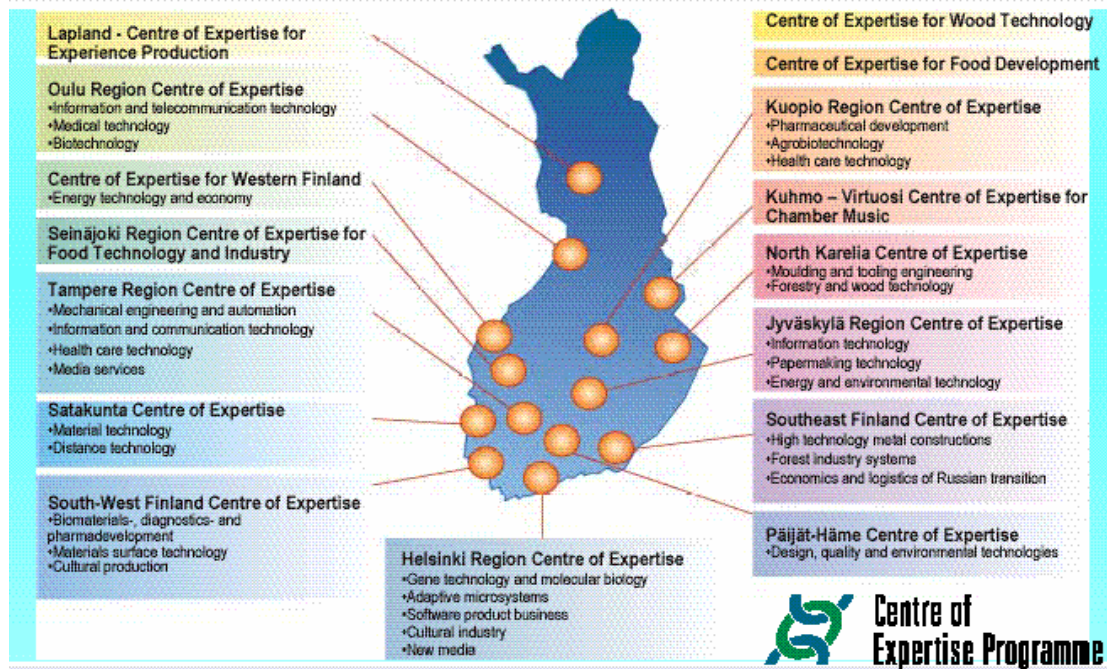 Lapland - Centre of Expertise for
Experience Production
Oulu Region Centre of Expertise
•Information and telecommunication technology
•Medical technology
•Biotechnology
Centre of Expertise for Western Finland
•Energy technology and economy
Seinäjoki Region Centre of Expertise for
Food Technology and Industry
Tampere Region Centre of Expertise
•Mechanical engineering and automation
•Information and communication technology
•Health care technology
•Media services
Satakunta Centre of Expertise
•Material technology
•Distance technology
South-West Finland Centre of Expertise
•Biomaterials-, diagnostics- and
pharmadevelopment
•Materials surface technology
•Cultural production
Helsinki Region Centre of Expertise
•Gene technology and molecular biology
•Adaptive microsystems
•Software product business
•Cultural industry
•New media
Centre of Expertise for Wood Technology
Centre of Expertise for Food Development
Kuopio Region Centre of Expertise
•Pharmaceutical development
•Agrobiotechnology
•Health care technology
Kuhmo – Virtuosi Centre of Expertise for
Chamber Music
North Karelia Centre of Expertise
•Moulding and tooling engineering
•Forestry and wood technology
Jyväskylä Region Centre of Expertise
•Information technology
•Papermaking technology
•Energy and environmental technology
Southeast Finland Centre of Expertise
•High technology metal constructions
•Forest industry systems
•Economics and logistics of Russian transition
Päijät-Häme Centre of Expertise
•Design, quality and environmental technologies
Centre of
Expertise Programme